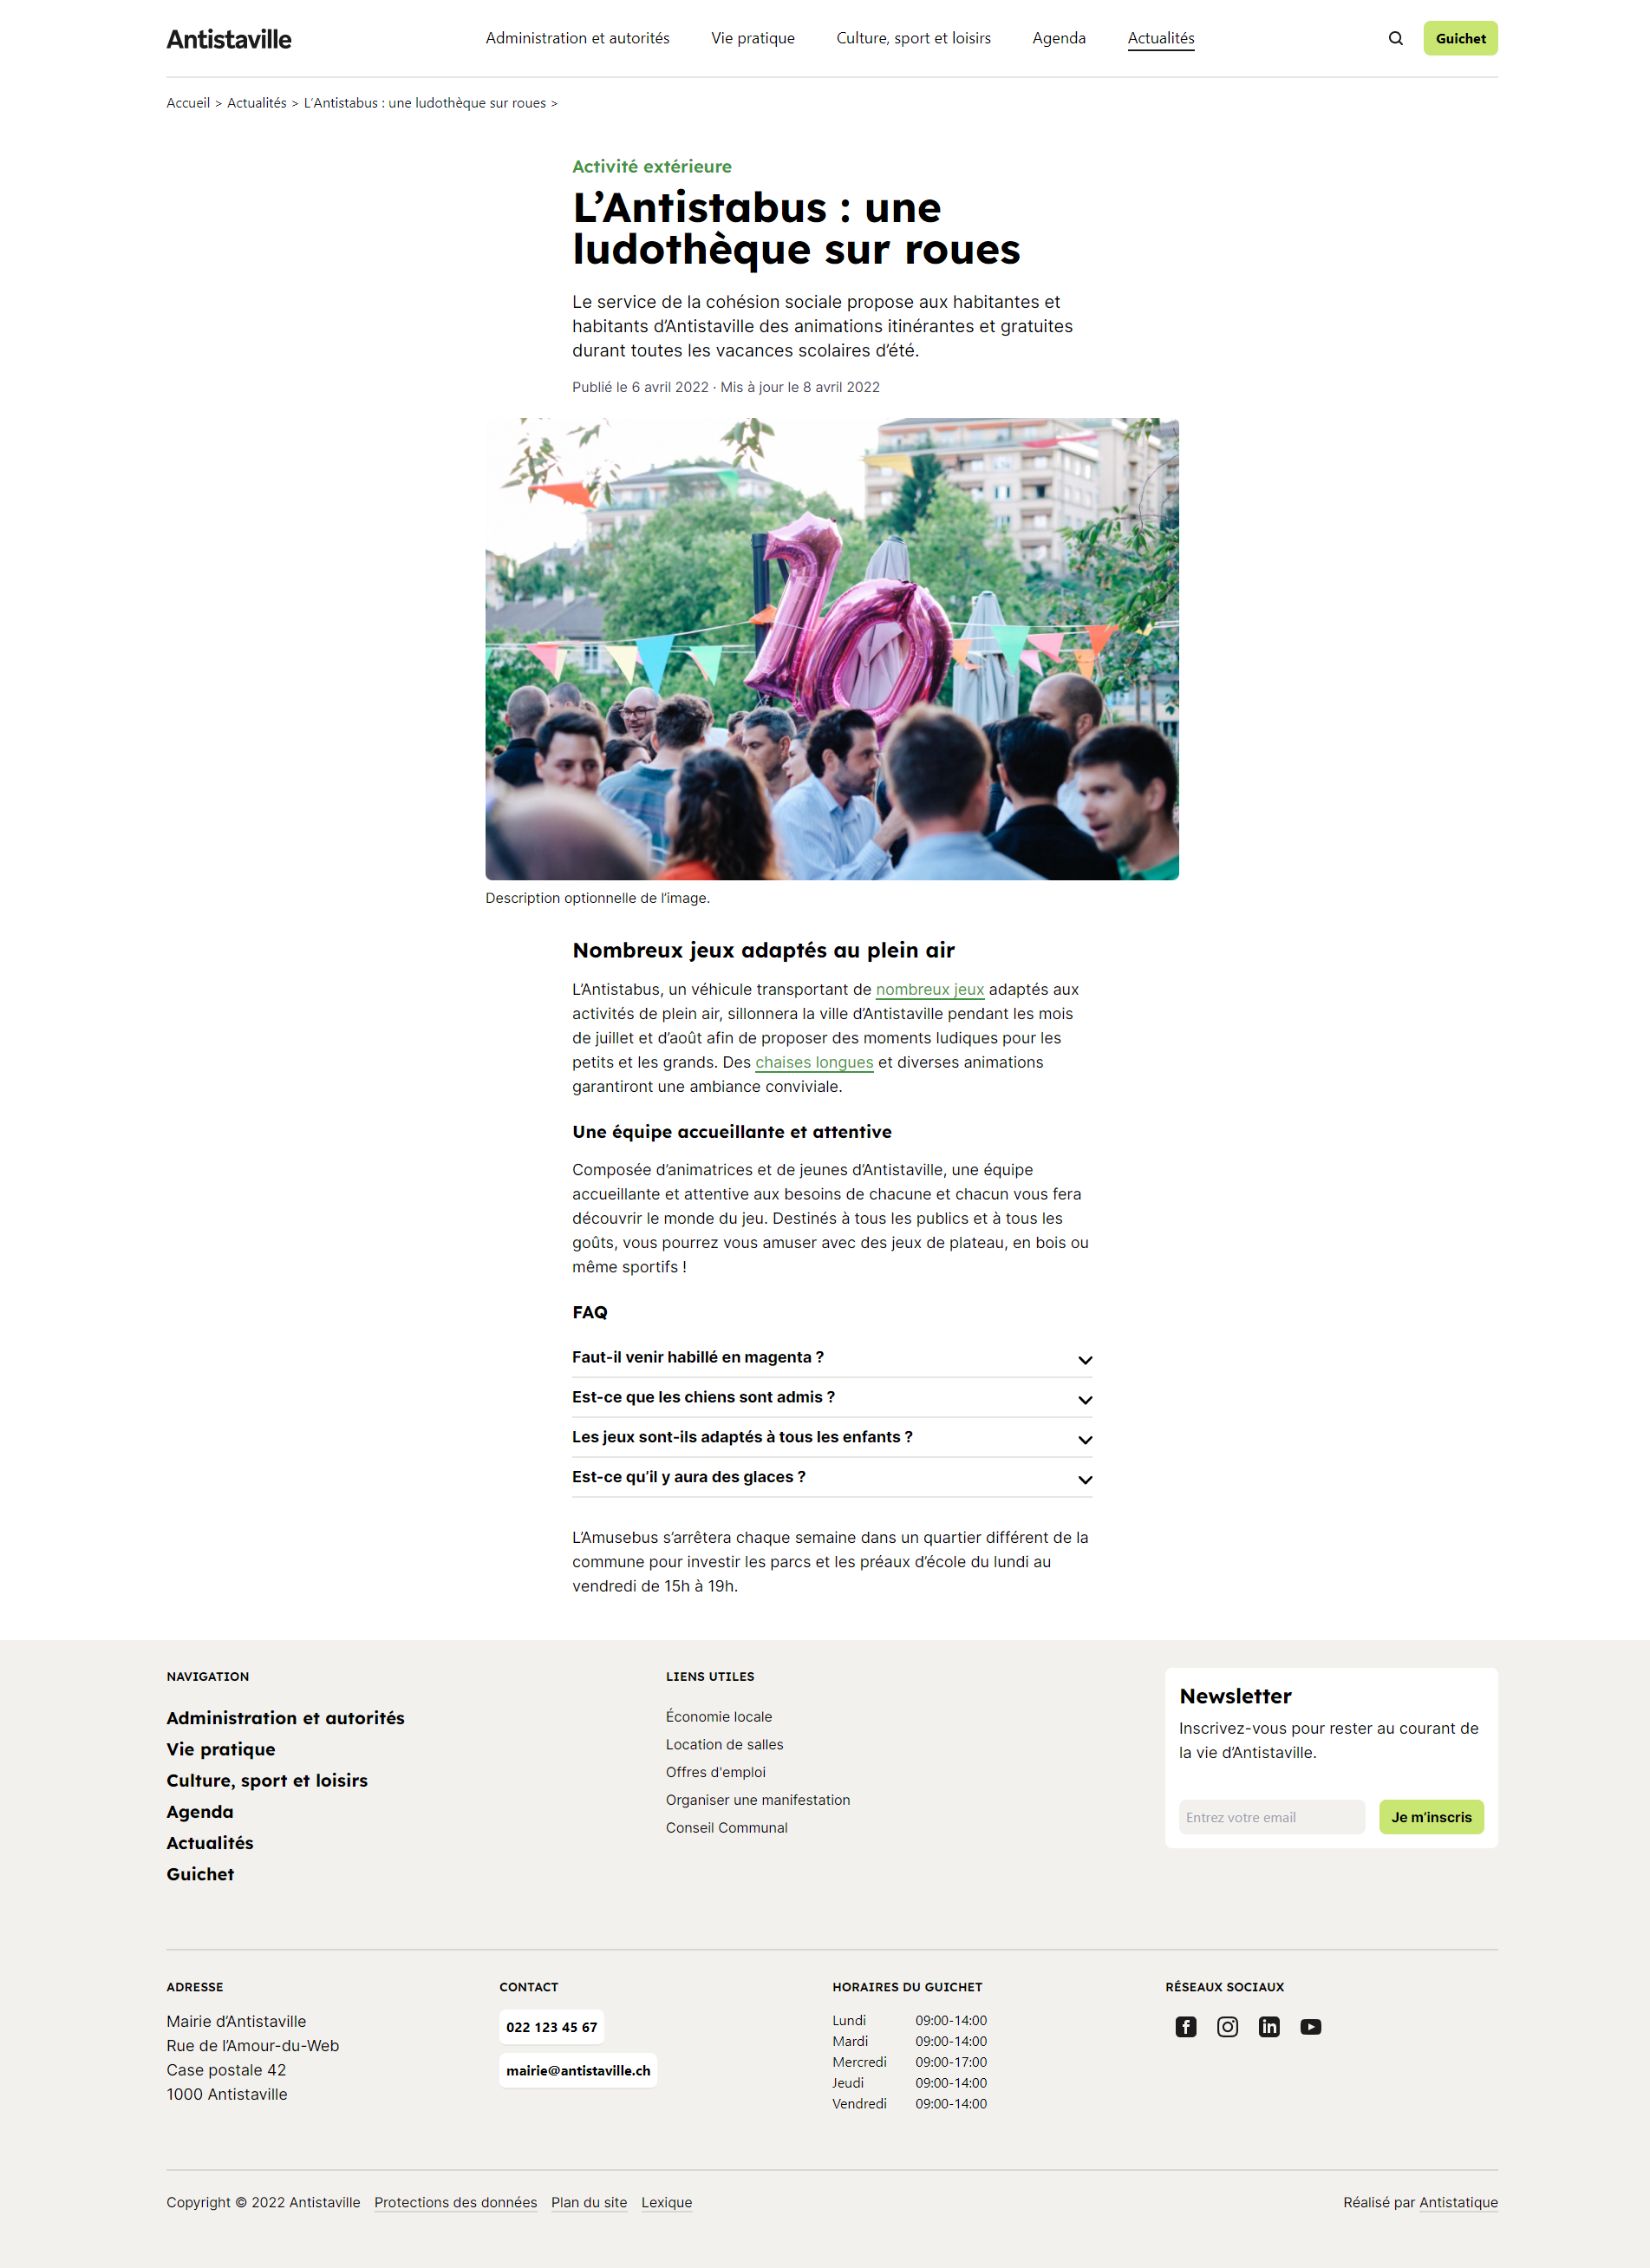 Antistaville
Administration et autorités
Vie pratique
Culture, sport et loisirs
Agenda
Actualités
Guichet
Accueil > Actualités > L’Antistabus : une ludothèque sur roues >
Activité extérieure
L’Antistabus : une
ludothèque sur roues
Le service de la cohésion sociale propose aux habitantes et
habitants d’Antistaville des animations itinérantes et gratuites
durant toutes les vacances scolaires d’été.
Publié le 6 avril 2022 · Mis à jour le 8 avril 2022
10
Description optionnelle de l’image.
Nombreux jeux adaptés au plein air
L’Antistabus, un véhicule transportant de nombreux jeux adaptés aux
activités de plein air, sillonnera la ville d’Antistaville pendant les mois
de juillet et d’août afin de proposer des moments ludiques pour les
petits et les grands. Des chaises longues et diverses animations
garantiront une ambiance conviviale.
Une équipe accueillante et attentive
Composée d’animatrices et de jeunes d’Antistaville, une équipe
accueillante et attentive aux besoins de chacune et chacun vous fera
découvrir le monde du jeu. Destinés à tous les publics et à tous les
goûts, vous pourrez vous amuser avec des jeux de plateau, en bois ou
même sportifs !
FAQ
Faut-il venir habillé en magenta ?
Est-ce que les chiens sont admis ?
Les jeux sont-ils adaptés à tous les enfants ?
Est-ce qu’il y aura des glaces ?
L’Amusebus s’arrêtera chaque semaine dans un quartier différent de la
commune pour investir les parcs et les préaux d’école du lundi au
vendredi de 15h à 19h.
NAVIGATION
Administration et autorités
Vie pratique
Culture, sport et loisirs
Agenda
Actualités
Guichet
LIENS UTILES
Économie locale
Location de salles
Offres d'emploi
Organiser une manifestation
Conseil Communal
Newsletter
Inscrivez-vous pour rester au courant de
la vie d’Antistaville.
Entrez votre email
Je m’inscris
ADRESSE
Mairie d’Antistaville
Rue de l’Amour-du-Web
Case postale 42
1000 Antistaville
CONTACT
022 123 45 67
mairie@antistaville.ch
HORAIRES DU GUICHET
Lundi 09:00-14:00
Mardi 09:00-14:00
Mercredi 09:00-17:00
Jeudi 09:00-14:00
Vendredi 09:00-14:00
RÉSEAUX SOCIAUX
Copyright © 2022 Antistaville Protections des données Plan du site Lexique
Réalisé par Antistatique